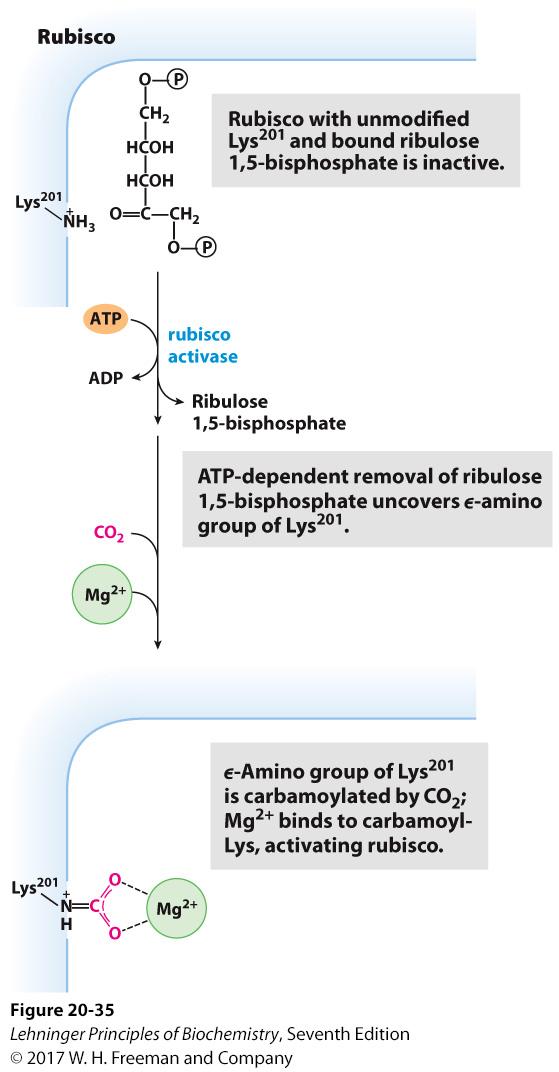 Rubisco
O—P
CH2
HCOH
HCOH
O=C—CH2
O—P
Lys201
+
NH3
Rubisco with unmodified
Lys201 and bound ribulose
1,5-bisphosphate is inactive.
ATP
rubisco
activase
ADP
Ribulose
1,5-bisphosphate
ATP-dependent removal of ribulose
1,5-bisphosphate uncovers ϵ-amino
group of Lys201.
CO2
Mg2+
ϵ-Amino group of Lys201
is carbamoylated by CO2;
Mg2+ binds to carbamoyl-
Lys, activating rubisco.
Lys201
+
O
N=C
H
O
Mg2+
Figure 20-35
Lehninger Principles of Biochemistry, Seventh Edition
© 2017 W. H. Freeman and Company